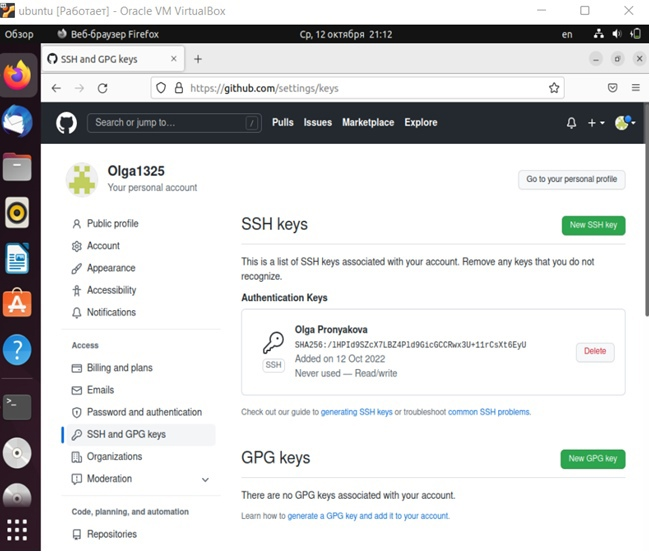 ubuntu [Работает] - Oracle VM VirtualBox
Обзор Веб-браузер Firefox Ср, 12 октября 21:12 en
SSH and GPG keys
https://github.com/settings/keys
Search or jump to... / Pulls Issues Marketplace Explore
Olga1325
Your personal account
Go to your personal profile
Public profile
Account
Appearance
Accessibility
Notifications
Access
Billing and plans
Emails
Password and authentication
SSH and GPG keys
Organizations
Moderation
Code, planning, and automation
Repositories
SSH keys
New SSH key
This is a list of SSH keys associated with your account. Remove any keys that you do not
recognize.
Authentication Keys
Olga Pronyakova
SHA256:/lHPId9SZcX7LBZ4Pld9GicGCCRwx3U+11rCsXt6EyU
Added on 12 Oct 2022
Never used — Read/write
SSH
Delete
Check out our guide to generating SSH keys or troubleshoot common SSH problems.
GPG keys
New GPG key
There are no GPG keys associated with your account.
Learn how to generate a GPG key and add it to your account.